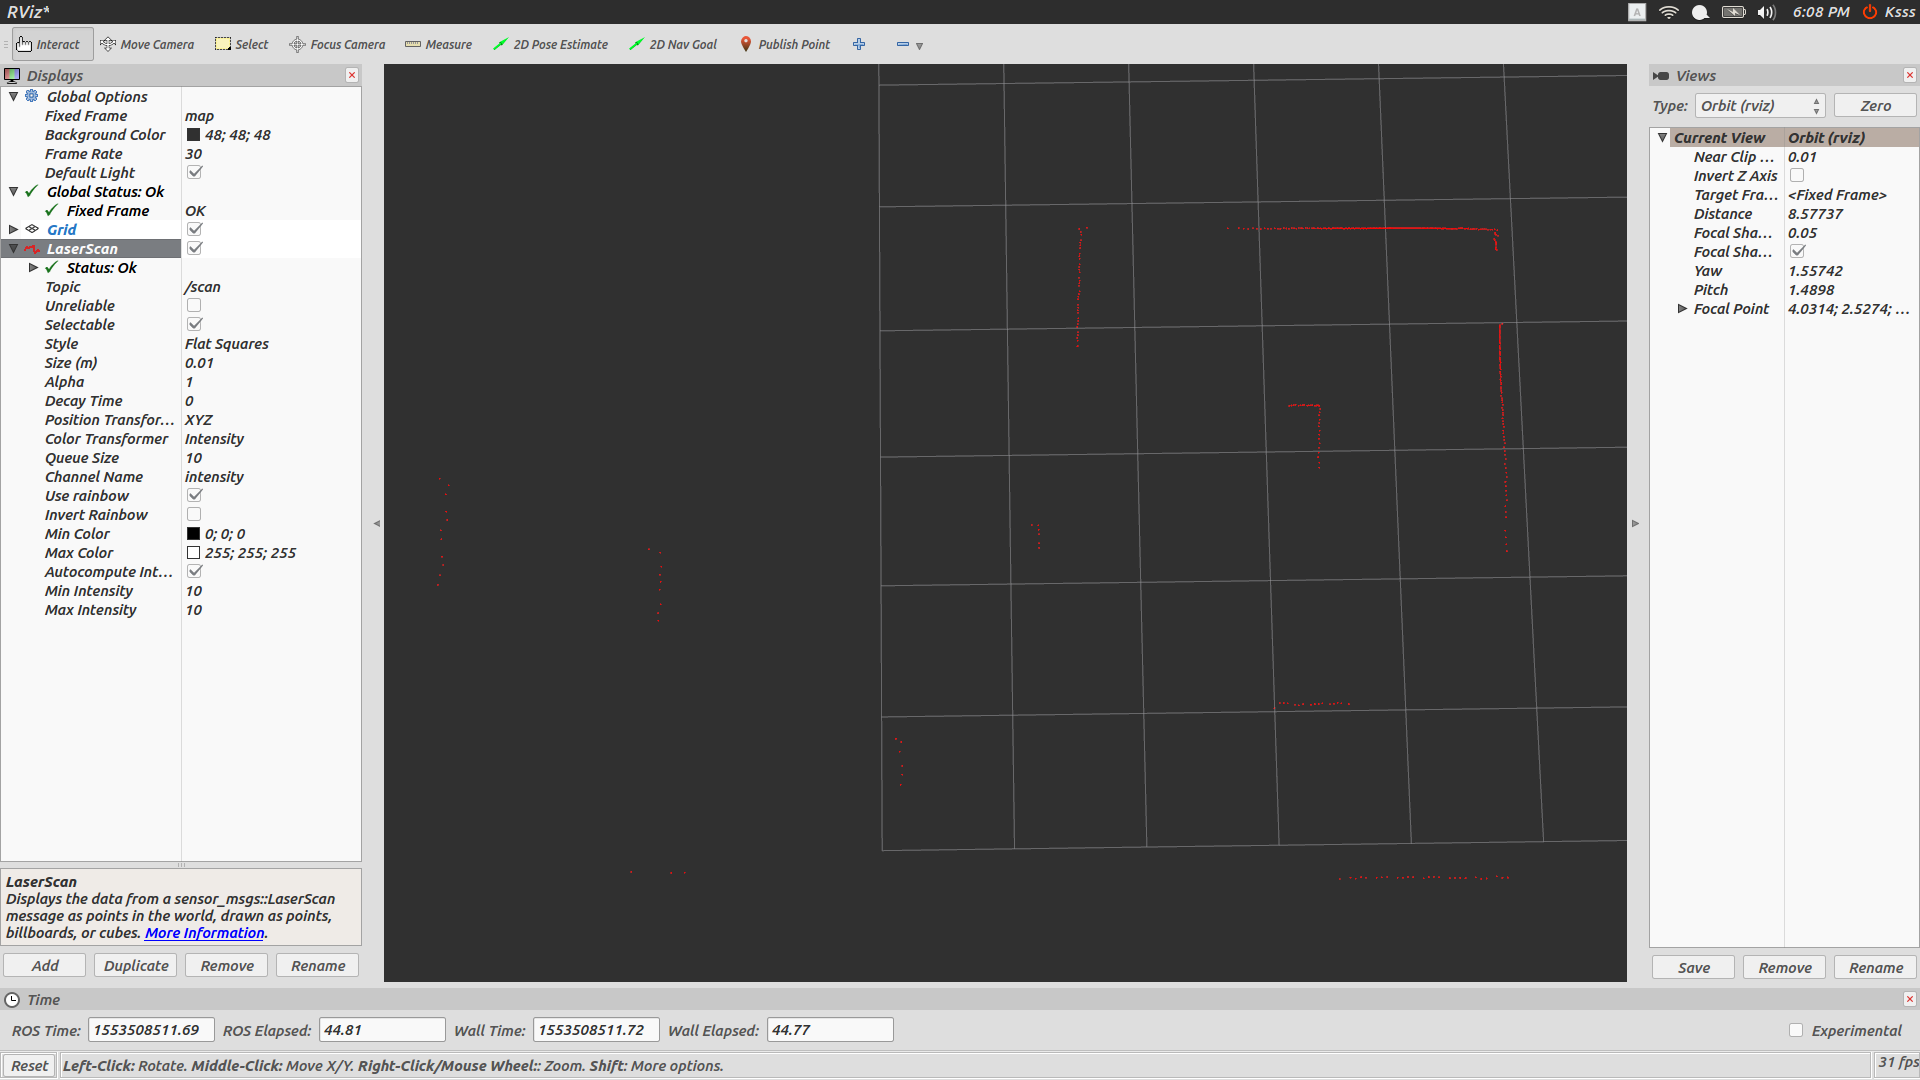 RViz*
A
6:08 PM
Ksss
Interact
Move Camera
Select
Focus Camera
Measure
2D Pose Estimate
2D Nav Goal
Publish Point
Displays
Global Options
Fixed Frame map
Background Color 48; 48; 48
Frame Rate 30
Default Light
Global Status: Ok
Fixed Frame OK
Grid
LaserScan
Status: Ok
Topic /scan
Unreliable
Selectable
Style Flat Squares
Size (m) 0.01
Alpha 1
Decay Time 0
Position Transfor... XYZ
Color Transformer Intensity
Queue Size 10
Channel Name intensity
Use rainbow
Invert Rainbow
Min Color 0; 0; 0
Max Color 255; 255; 255
Autocompute Int...
Min Intensity 10
Max Intensity 10
LaserScan
Displays the data from a sensor_msgs::LaserScan
message as points in the world, drawn as points,
billboards, or cubes. More Information.
Add
Duplicate
Remove
Rename
Views
Type: Orbit (rviz)
Zero
Current View Orbit (rviz)
Near Clip ... 0.01
Invert Z Axis
Target Fra... <Fixed Frame>
Distance 8.57737
Focal Sha... 0.05
Focal Sha...
Yaw 1.55742
Pitch 1.4898
Focal Point 4.0314; 2.5274; ...
Save
Remove
Rename
Time
ROS Time: 1553508511.69
ROS Elapsed: 44.81
Wall Time: 1553508511.72
Wall Elapsed: 44.77
Experimental
Reset
Left-Click: Rotate. Middle-Click: Move X/Y. Right-Click/Mouse Wheel:: Zoom. Shift: More options.
31 fps